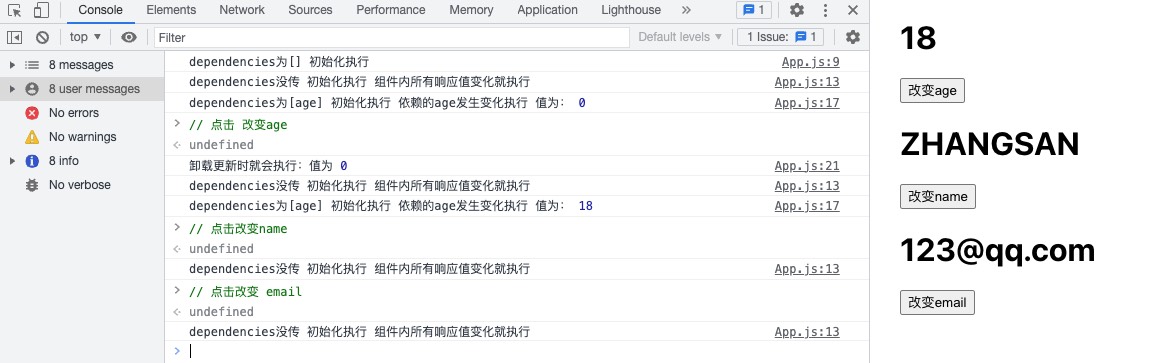 Console Elements Network Sources Performance Memory Application Lighthouse » 1
top ▼ Filter Default levels ▼ 1 Issue: 1
8 messages
8 user messages
No errors
No warnings
8 info
No verbose
dependencies为[] 初始化执行 App.js:9
dependencies没传 初始化执行 组件内所有响应值变化就执行 App.js:13
dependencies为[age] 初始化执行 依赖的age发生变化执行 值为: 0 App.js:17
> // 点击 改变age
undefined
卸载更新时就会执行: 值为 0 App.js:21
dependencies没传 初始化执行 组件内所有响应值变化就执行 App.js:13
dependencies为[age] 初始化执行 依赖的age发生变化执行 值为: 18 App.js:17
> // 点击改变name
undefined
dependencies没传 初始化执行 组件内所有响应值变化就执行 App.js:13
> // 点击改变 email
undefined
dependencies没传 初始化执行 组件内所有响应值变化就执行 App.js:13
>
18
改变age
ZHANGSAN
改变name
123@qq.com
改变email